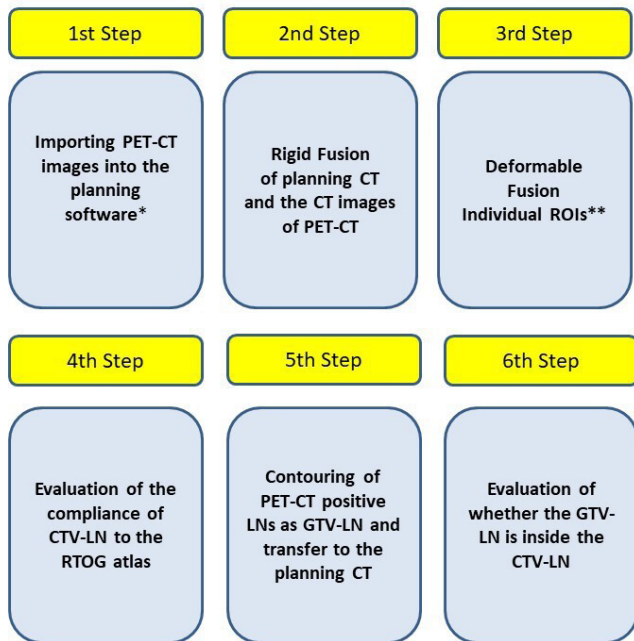 1st Step
2nd Step
3rd Step
Importing PET-CT
images into the
planning
software*
Rigid Fusion
of planning CT
and the CT images
of PET-CT
Deformable
Fusion
Individual ROIs**
4th Step
5th Step
6th Step
Evaluation of the
compliance of
CTV-LN to the
RTOG atlas
Contouring of
PET-CT positive
LNs as GTV-LN and
transfer to the
planning CT
Evaluation of
whether the GTV-
LN is inside the
CTV-LN